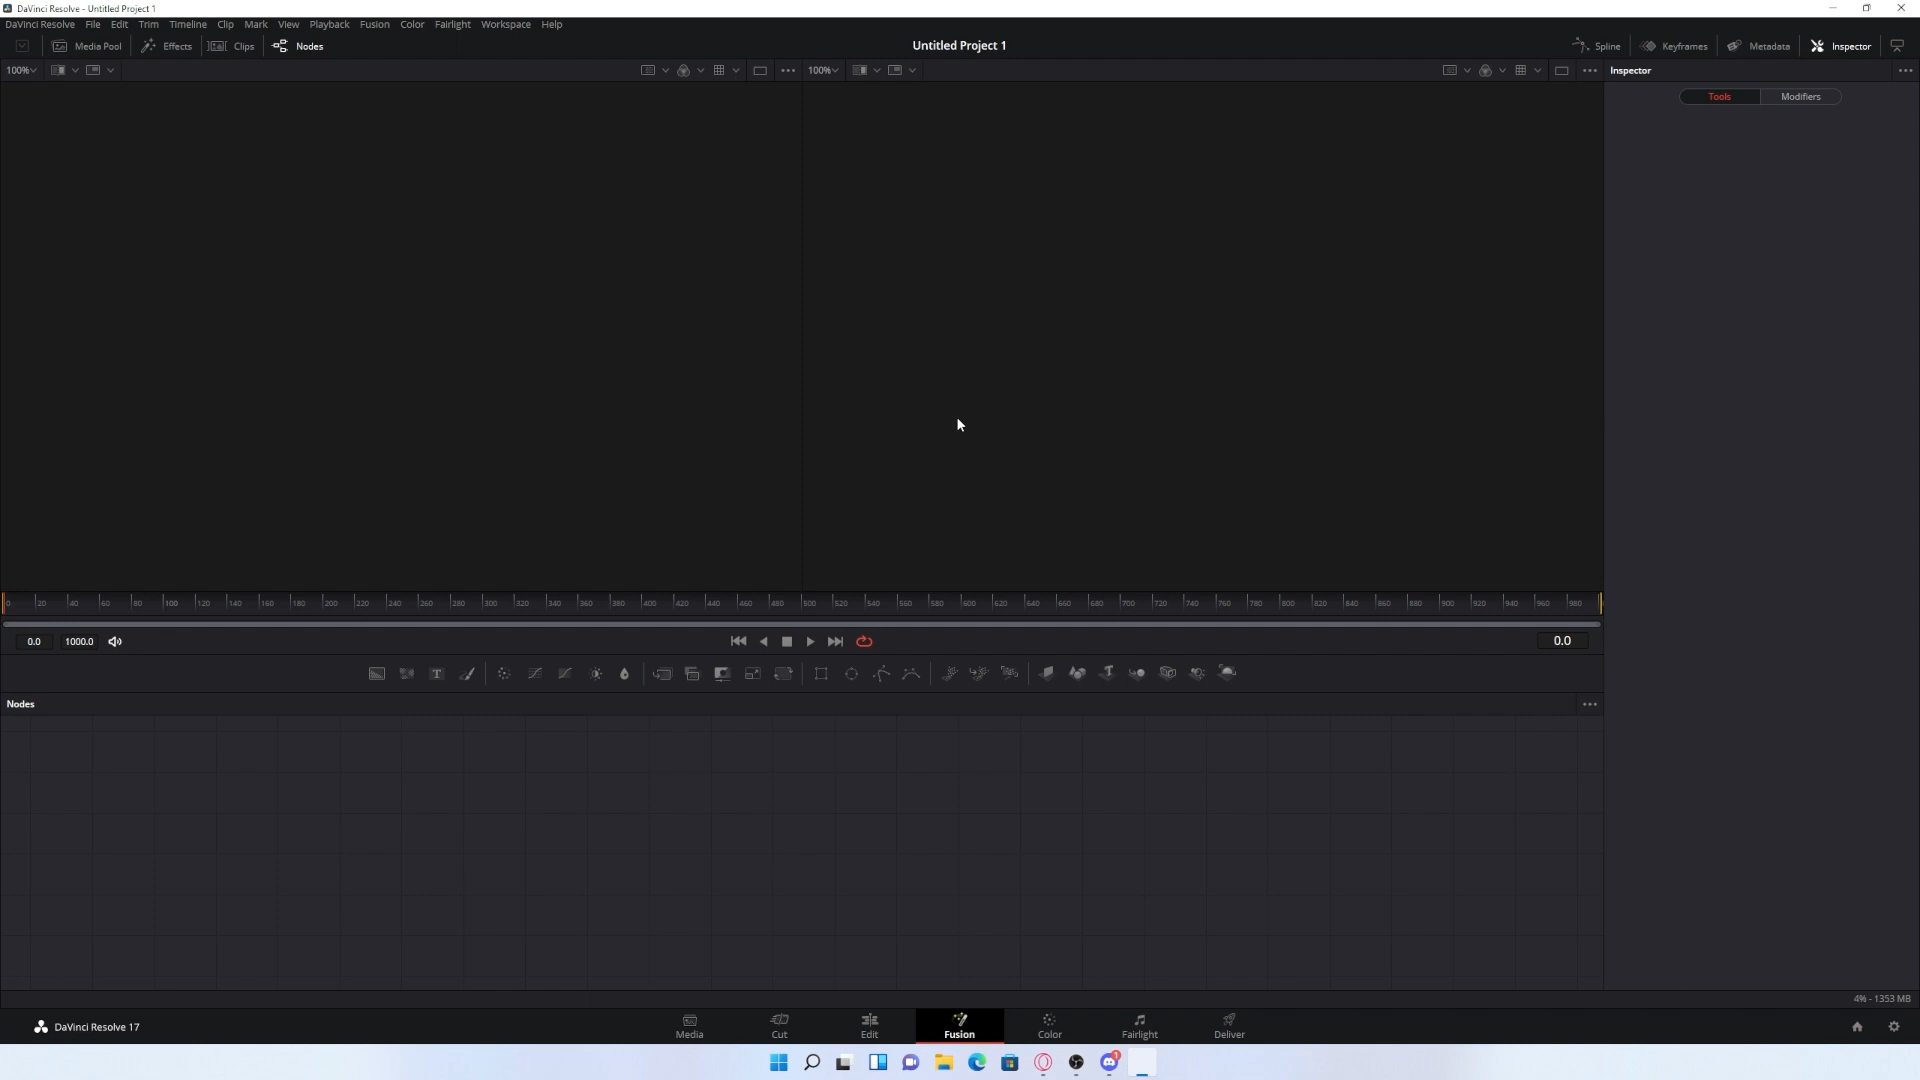 DaVinci Resolve - Untitled Project 1
DaVinci Resolve File Edit Trim Timeline Clip Mark View Playback Fusion Color Fairlight Workspace Help
Media Pool Effects Clips Nodes Untitled Project 1 Spline Keyframes Metadata Inspector
100% 100% Inspector
Tools Modifiers
0 20 40 60 80 100 120 140 160 180 200 220 240 260 280 300 320 340 360 380 400 420 440 460 480 500 520 540 560 580 600 620 640 660 680 700 720 740 760 780 800 820 840 860 880 900 920 940 960 980
0.0 1000.0 0.0
T
Nodes
4% - 1353 MB
DaVinci Resolve 17 Media Cut Edit Fusion Color Fairlight Deliver
1